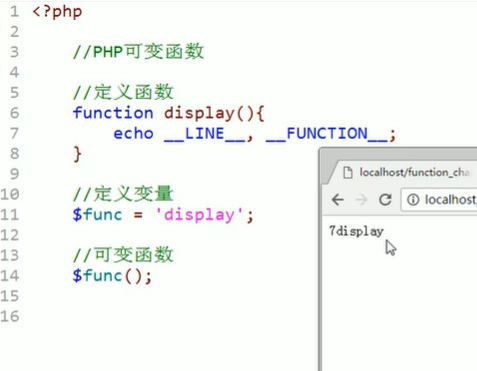 1 <?php
2
3 //PHP可变函数
4
5 //定义函数
6 function display(){
7 echo __LINE__, __FUNCTION__;
8 }
9
10 //定义变量
11 $func = 'display';
12
13 //可变函数
14 $func();
15
16
localhost/function_cha
localhost/
7display